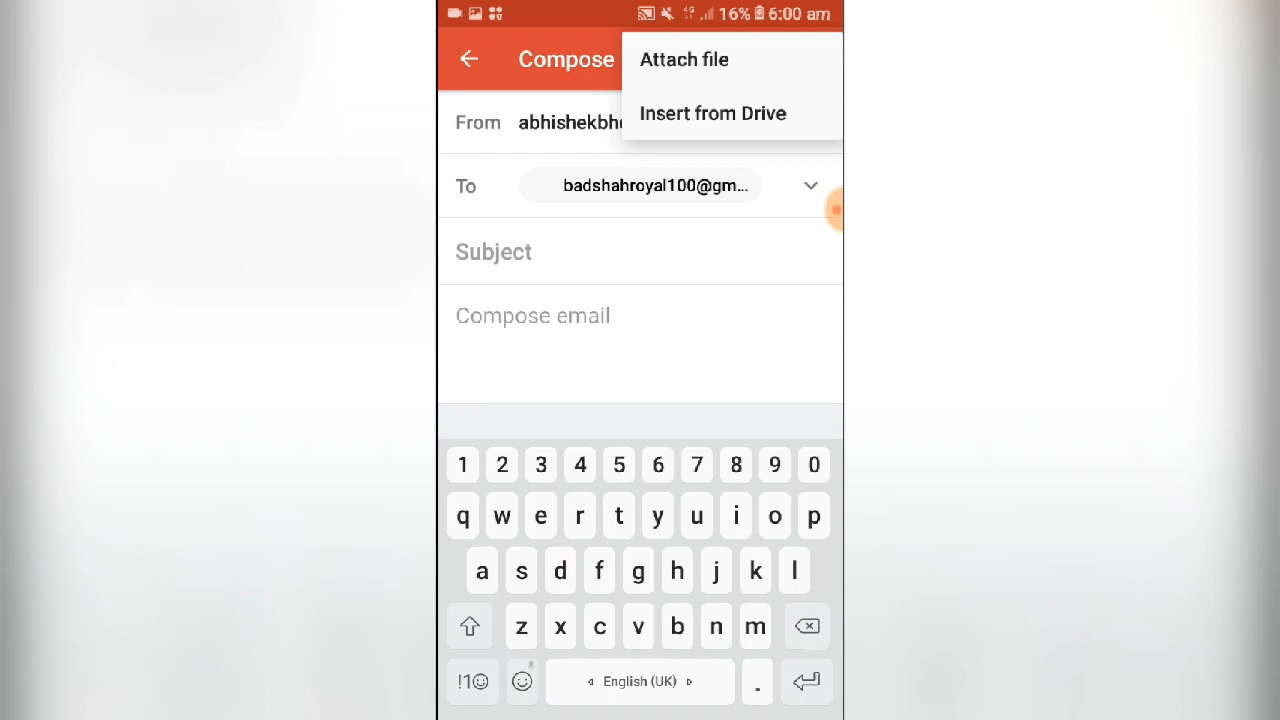 16% 6:00 am
Compose
Attach file
Insert from Drive
From
To badshahroyal100@gm...
Subject
Compose email
1 2 3 4 5 6 7 8 9 0
q w e r t y u i o p
a s d f g h j k l
z x c v b n m
!1☺ English (UK) .